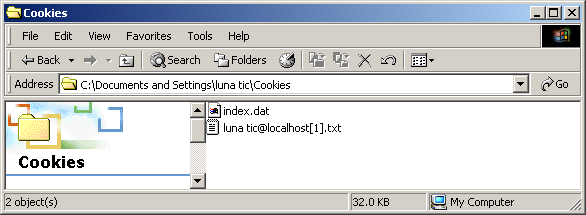 Cookies
File Edit View Favorites Tools Help
Back Search Folders
Address C:\Documents and Settings\luna tic\Cookies Go
index.dat
luna tic@localhost[1].txt
Cookies
2 object(s) 32.0 KB My Computer